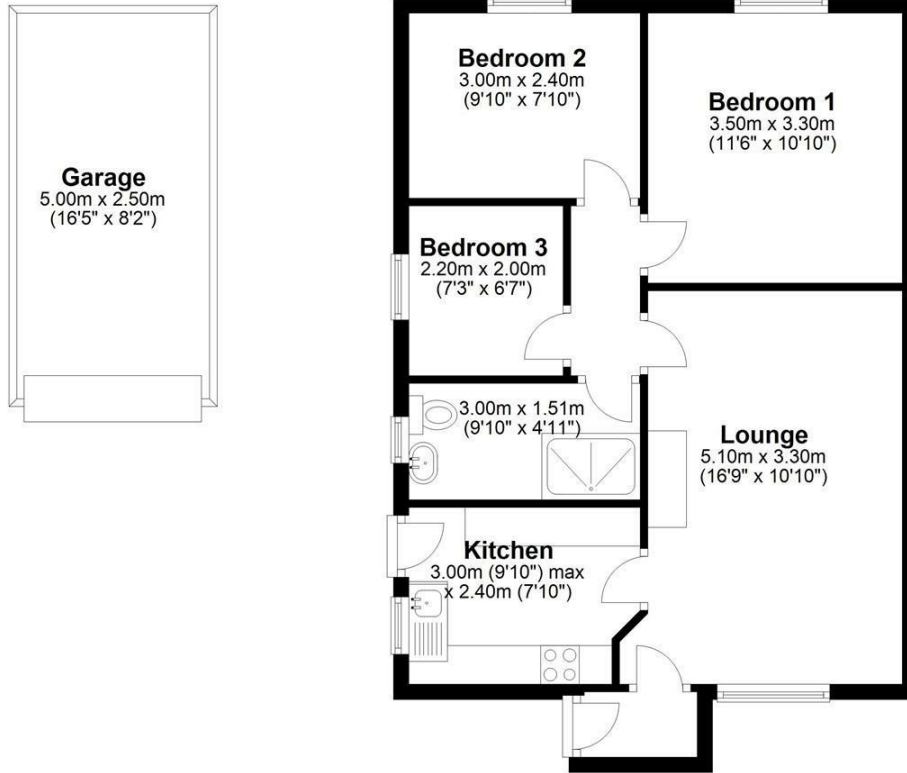 Garage
5.00m x 2.50m
(16'5" x 8'2")
Bedroom 2
3.00m x 2.40m
(9'10" x 7'10")
Bedroom 1
3.50m x 3.30m
(11'6" x 10'10")
Bedroom 3
2.20m x 2.00m
(7'3" x 6'7")
3.00m x 1.51m
(9'10" x 4'11")
Lounge
5.10m x 3.30m
(16'9" x 10'10")
Kitchen
3.00m (9'10") max
x 2.40m (7'10")